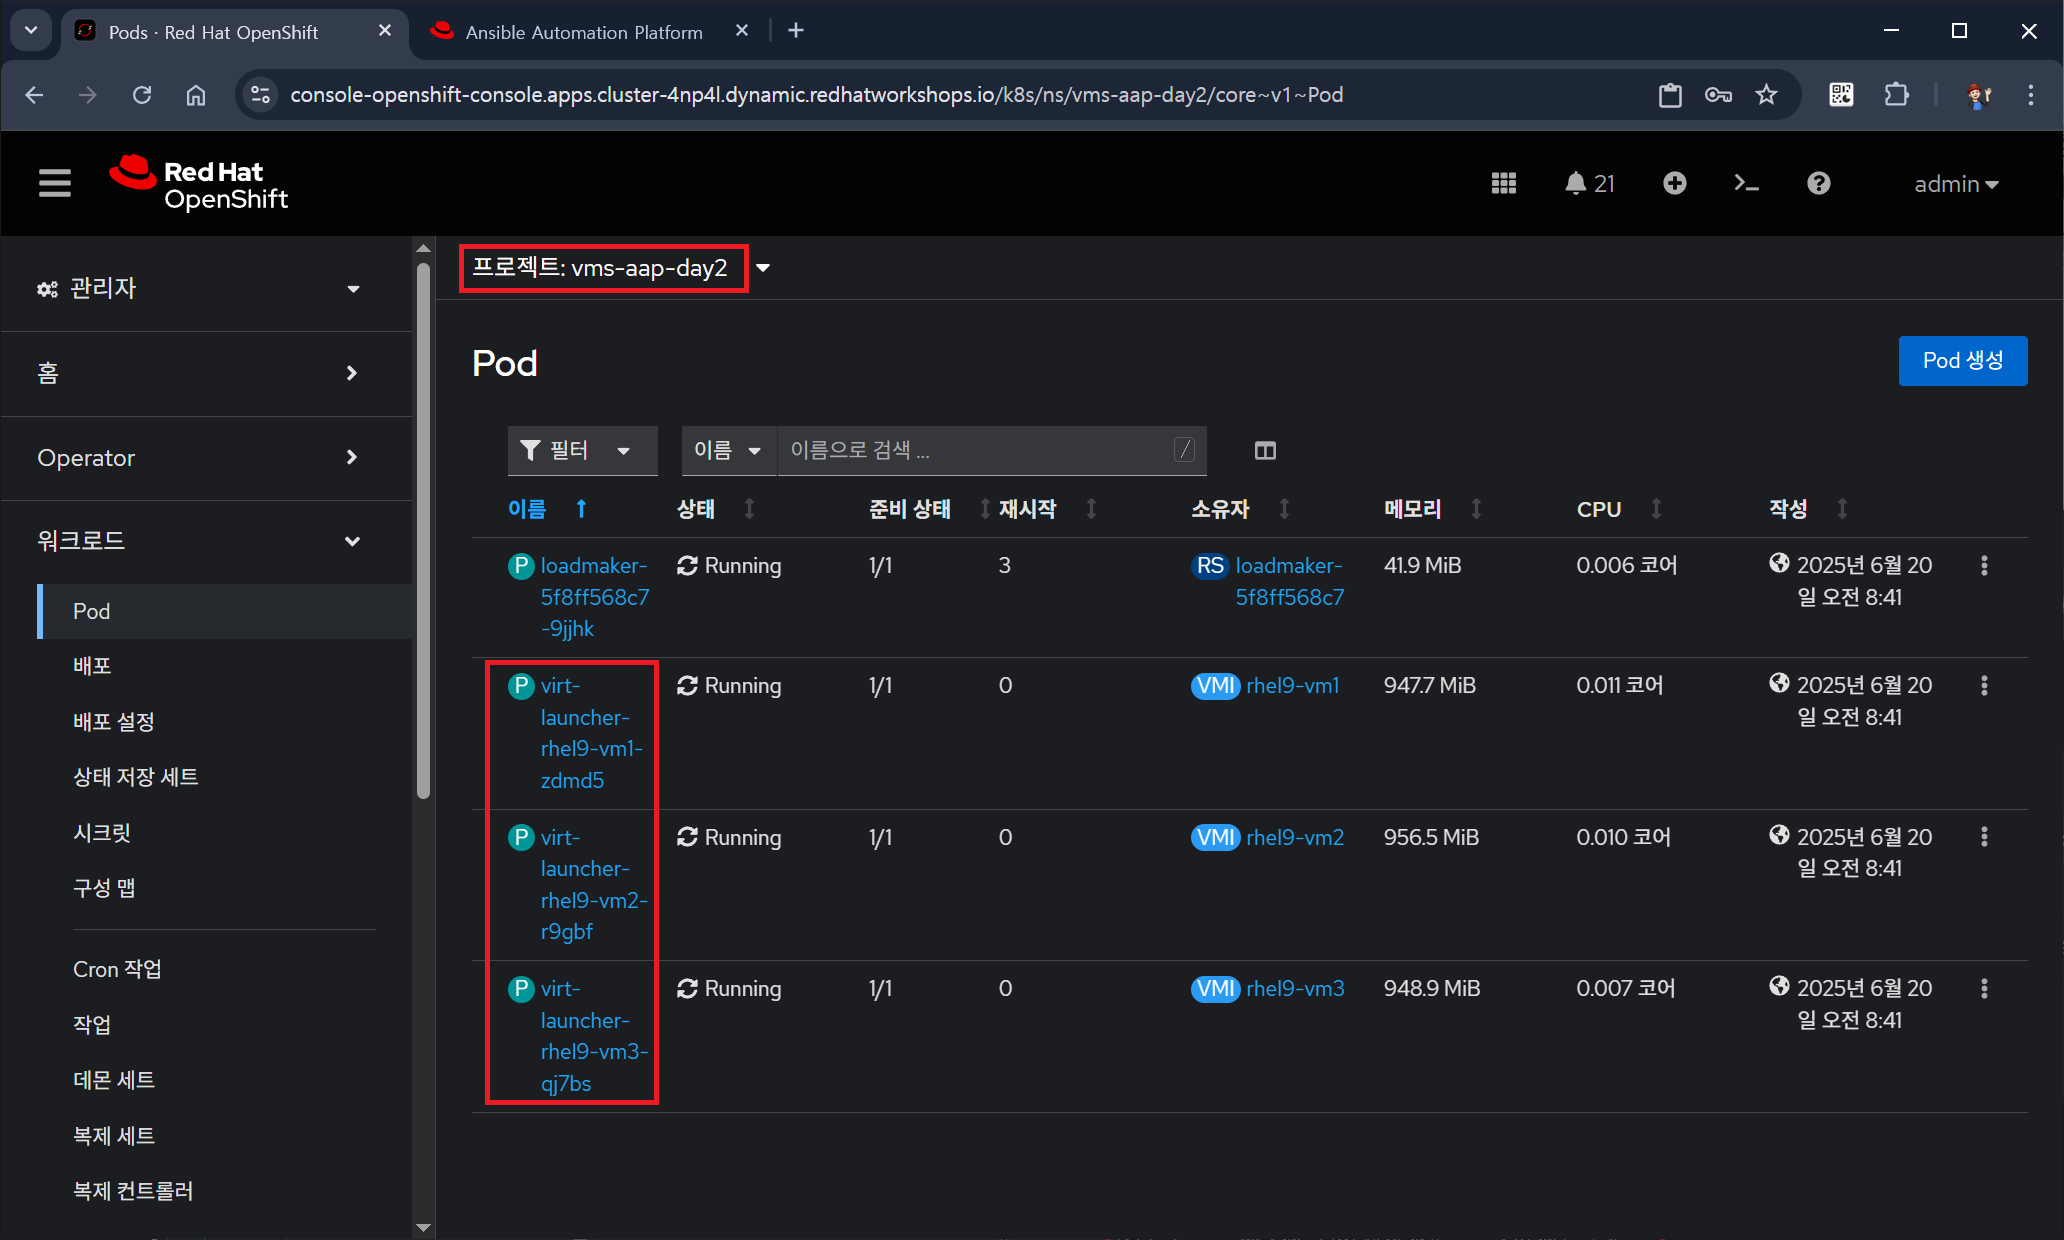 Pods · Red Hat OpenShift
Ansible Automation Platform
console-openshift-console.apps.cluster-4np4l.dynamic.redhatworkshops.io/k8s/ns/vms-aap-day2/core~v1~Pod
Red Hat
OpenShift
21
admin
관리자
홈
Operator
워크로드
Pod
배포
배포 설정
상태 저장 세트
시크릿
구성 맵
Cron 작업
작업
데몬 세트
복제 세트
복제 컨트롤러
프로젝트: vms-aap-day2
Pod
Pod 생성
필터
이름
이름으로 검색 ...
/
이름 상태 준비 상태 재시작 소유자 메모리 CPU 작성
P loadmaker- Running 1/1 3 RS loadmaker- 41.9 MiB 0.006 코어 2025년 6월 20
5f8ff568c7 5f8ff568c7 일 오전 8:41
-9jjhk
P virt- Running 1/1 0 VMI rhel9-vm1 947.7 MiB 0.011 코어 2025년 6월 20
launcher- 일 오전 8:41
rhel9-vm1-
zdmd5
P virt- Running 1/1 0 VMI rhel9-vm2 956.5 MiB 0.010 코어 2025년 6월 20
launcher- 일 오전 8:41
rhel9-vm2-
r9gbf
P virt- Running 1/1 0 VMI rhel9-vm3 948.9 MiB 0.007 코어 2025년 6월 20
launcher- 일 오전 8:41
rhel9-vm3-
qj7bs